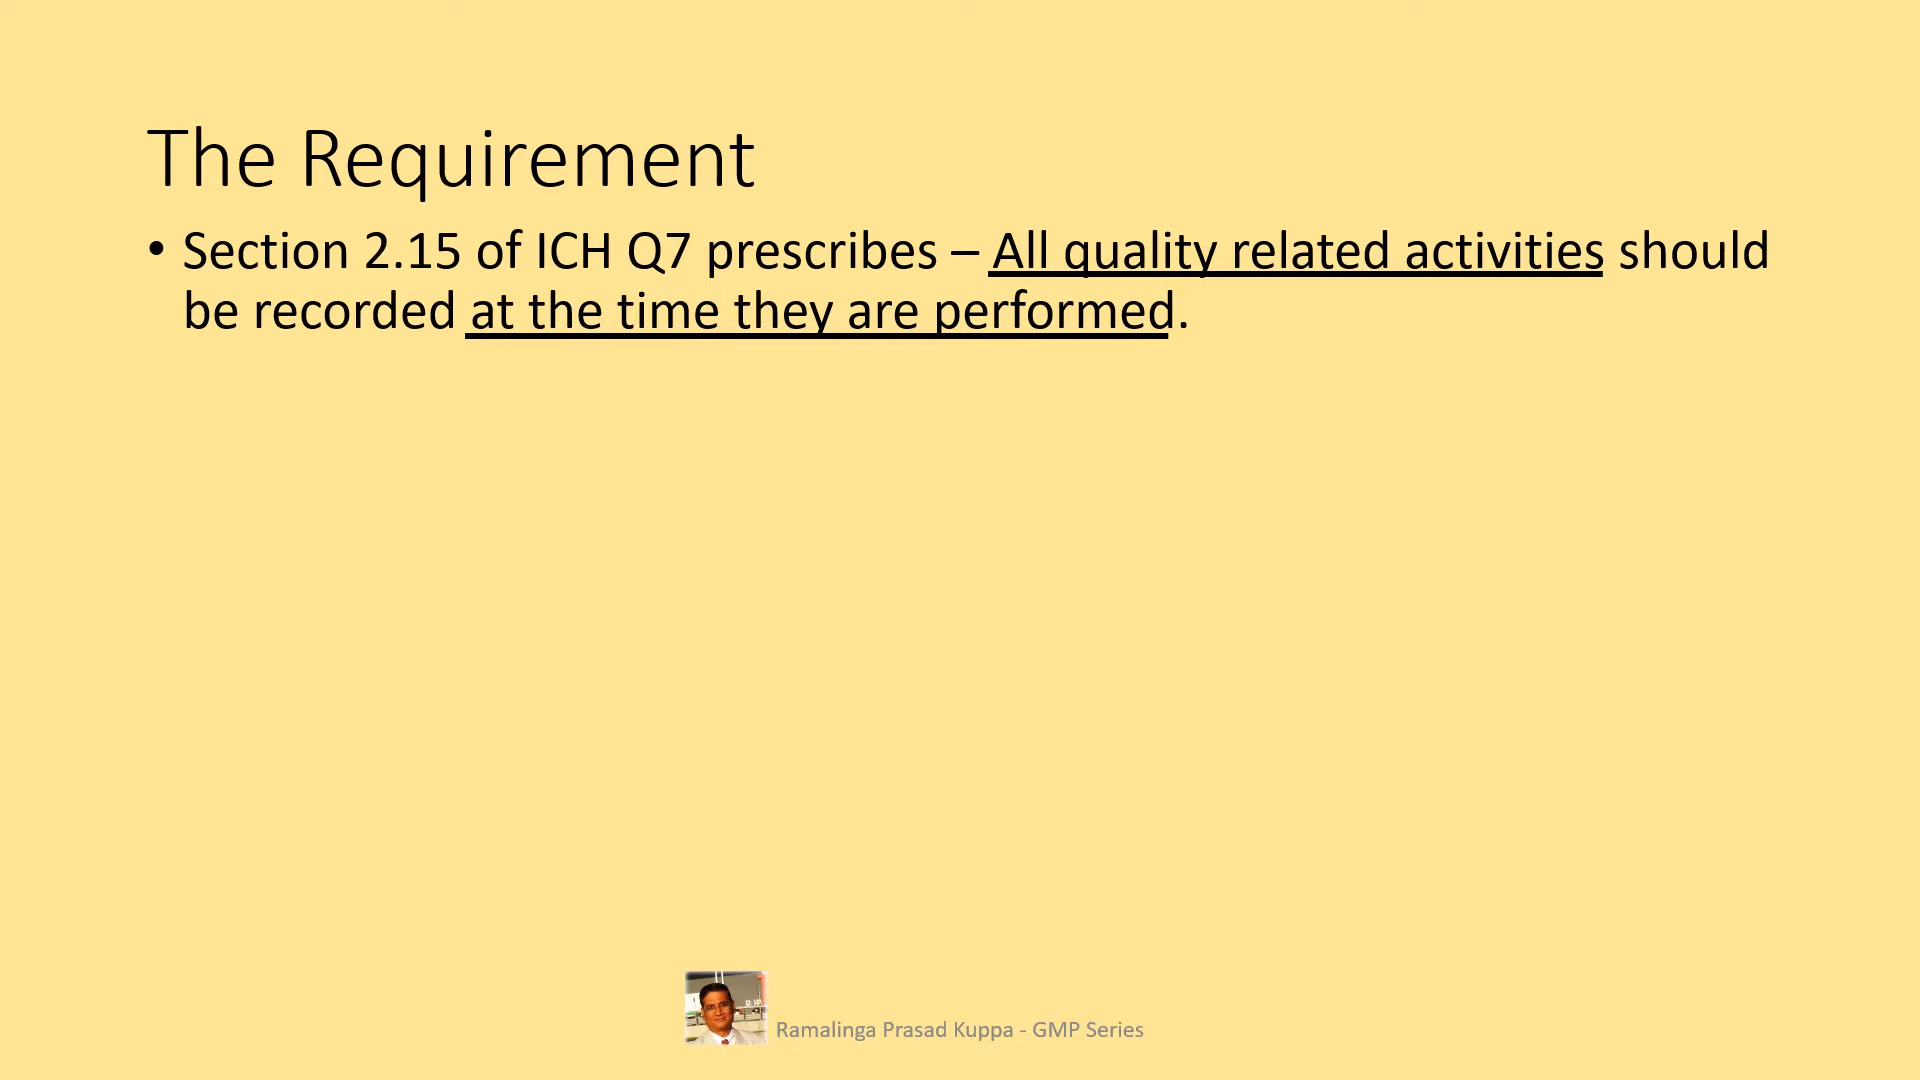 The Requirement
• Section 2.15 of ICH Q7 prescribes – All quality related activities should
be recorded at the time they are performed.
Ramalinga Prasad Kuppa - GMP Series